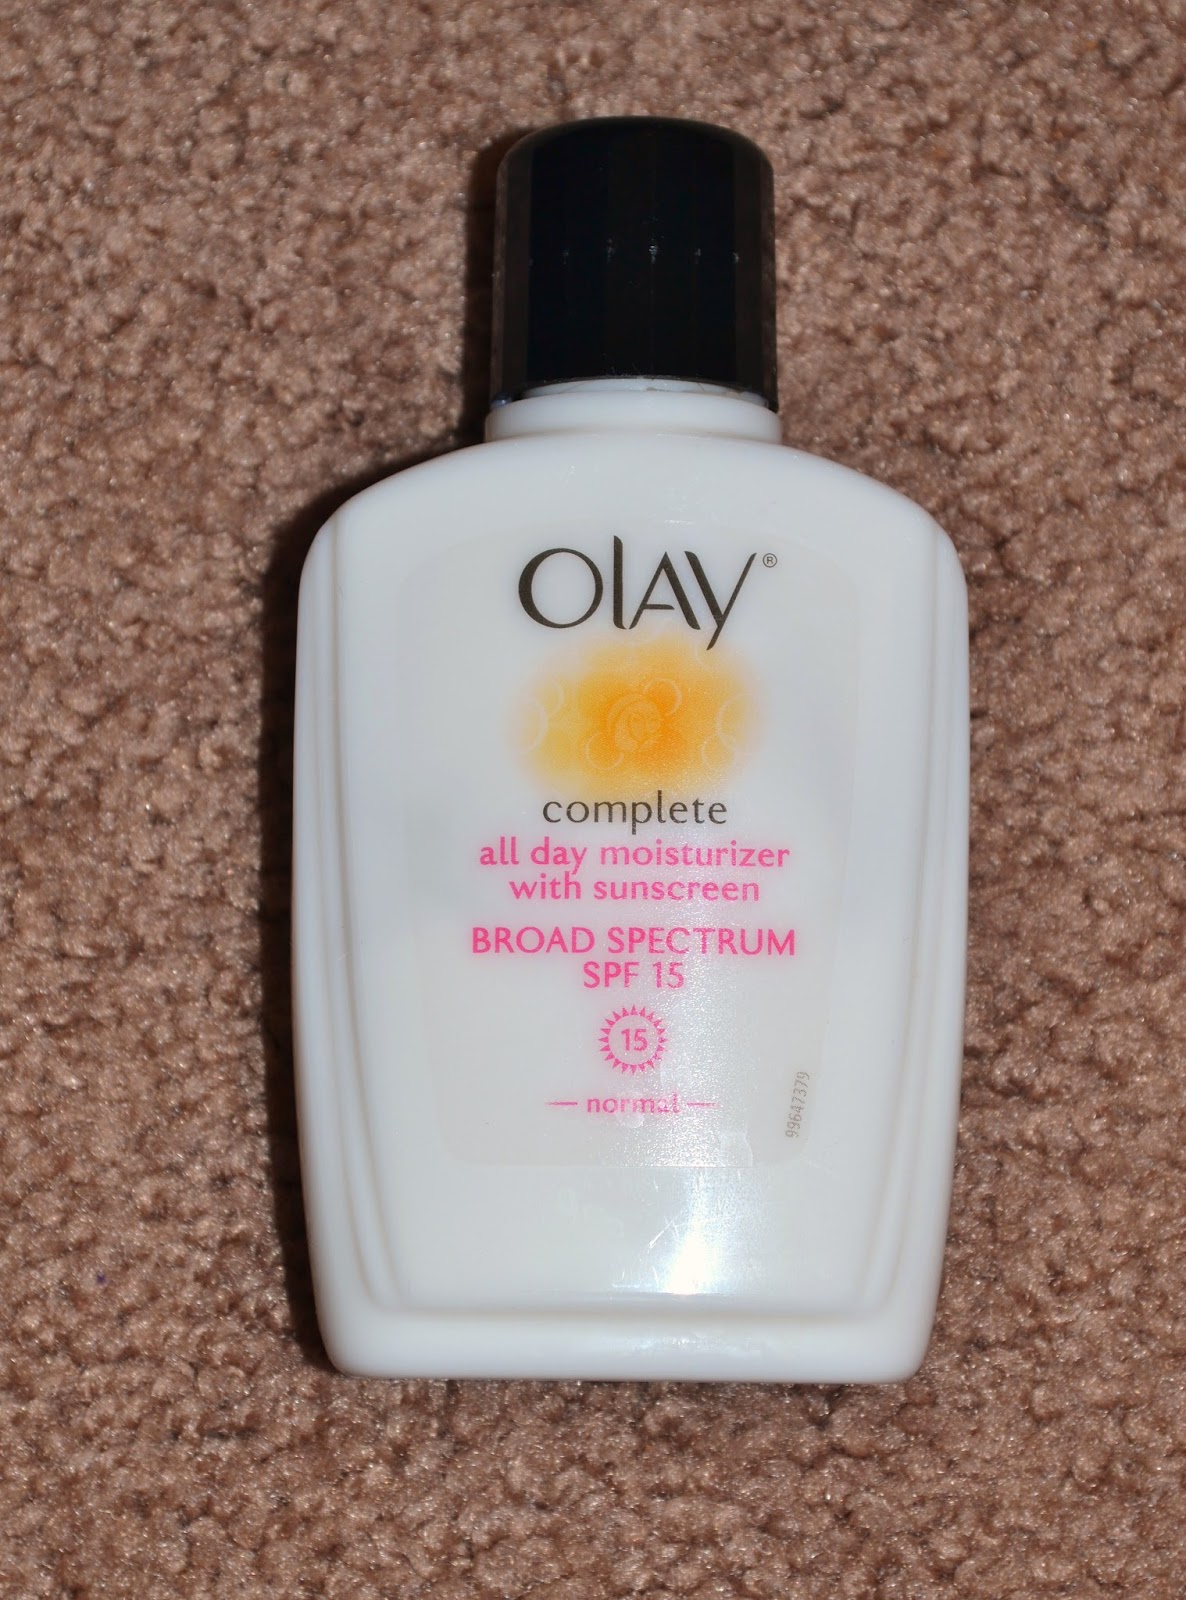 OLAY®
complete
all day moisturizer
with sunscreen
BROAD SPECTRUM
SPF 15
15
normal
99647379